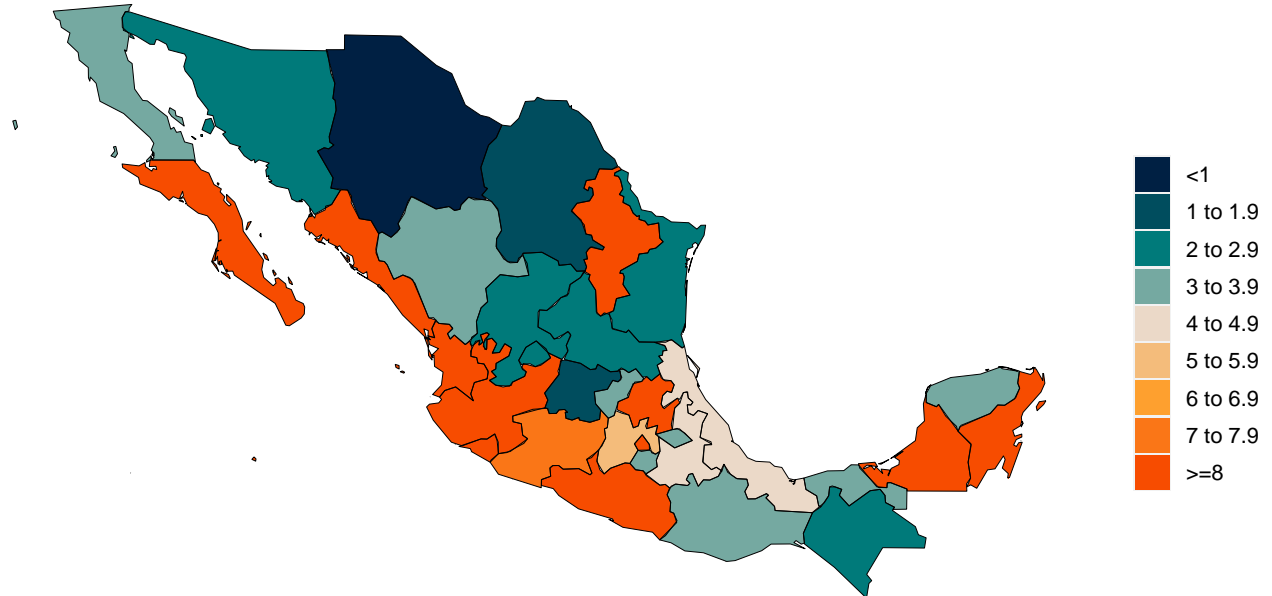 <1
1 to 1.9
2 to 2.9
3 to 3.9
4 to 4.9
5 to 5.9
6 to 6.9
7 to 7.9
>=8